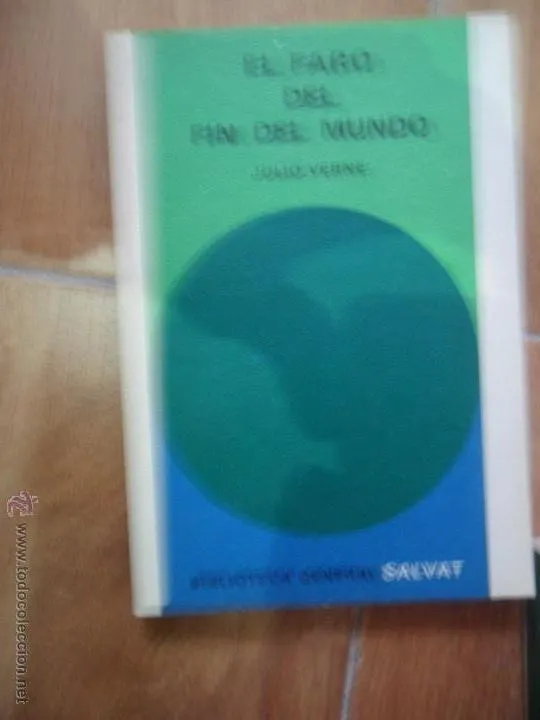 EL FARO
DEL
FIN DEL MUNDO
JULIO VERNE
BIBLIOTECA GENERAL SALVAT
www.todocoleccion.net